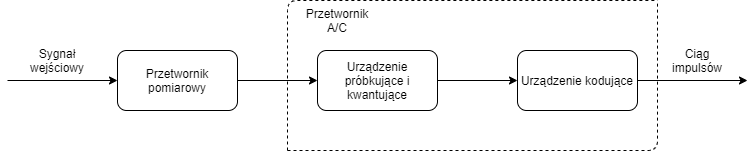 Przetwornik
A/C
Sygnał
wejściowy
Przetwornik
pomiarowy
Urządzenie
próbkujące i
kwantujące
Urządzenie kodujące
Ciąg
impulsów